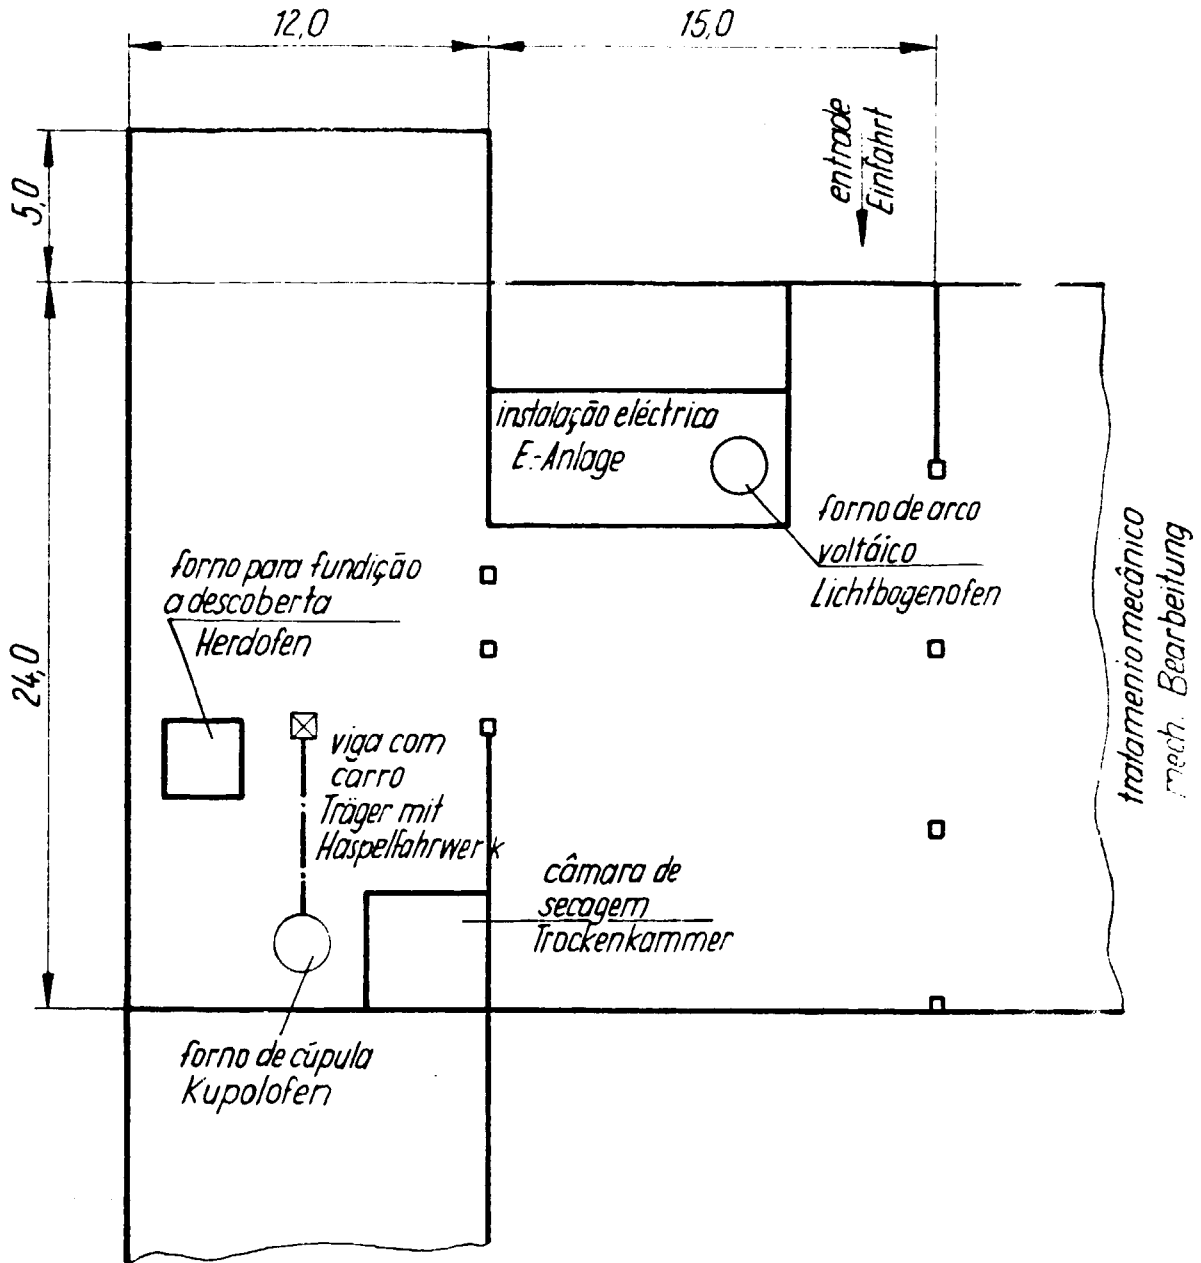 12,0
15,0
5,0
entrade
Einfahrt
24,0
instalação eléctrica
E.-Anlage
forno de arco
voltáico
Lichtbogenofen
forno para fundição
a descoberta
Herdofen
viga com
carro
Träger mit
Haspelfahrwerk
câmara de
secagem
Trockenkammer
forno de cúpula
Kupolofen
tratamento mecânico
mech. Bearbeitung